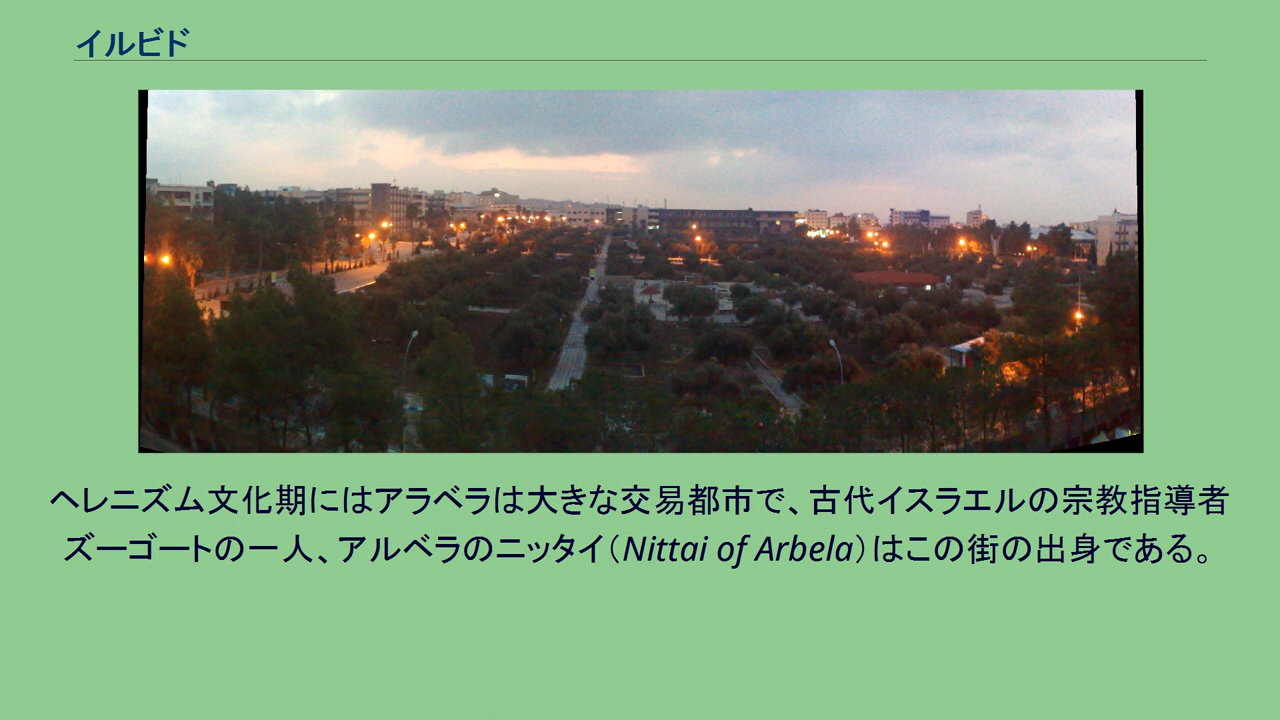 イルビド
ヘレニズム文化期にはアラベラは大きな交易都市で、古代イスラエルの宗教指導者
ズーゴートの一人、アルベラのニッタイ（Nittai of Arbela）はこの街の出身である。